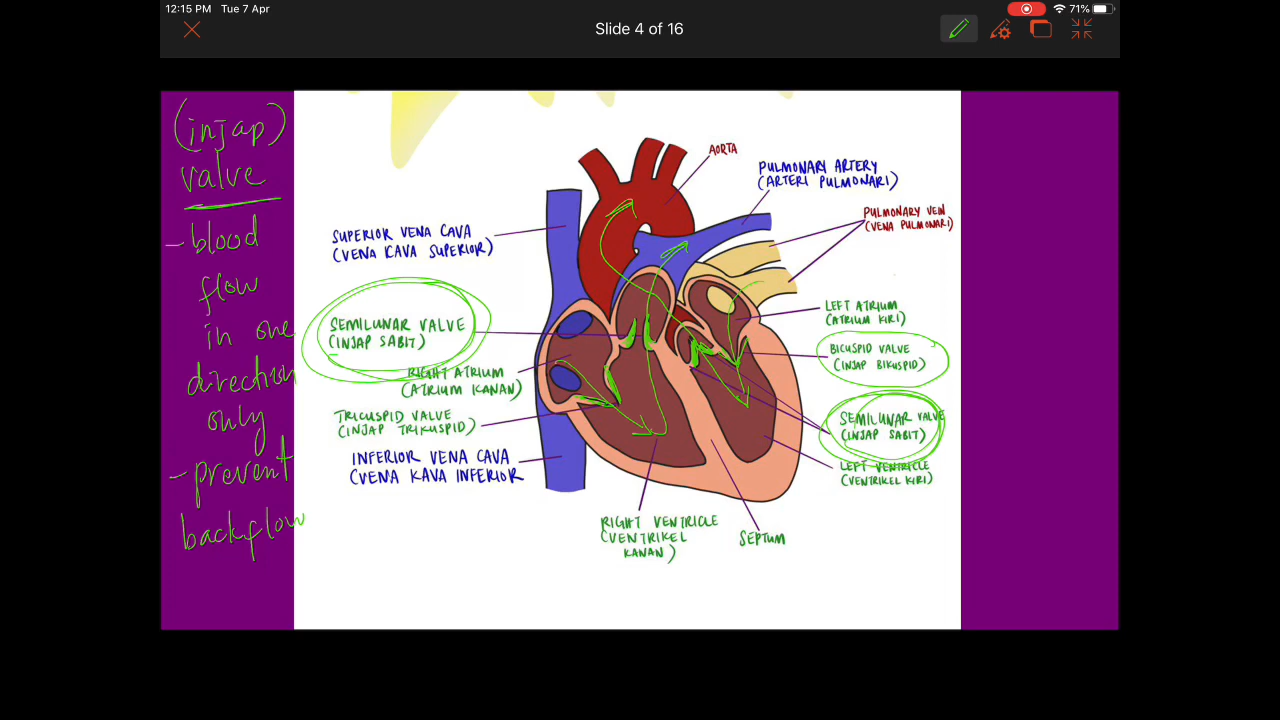 12:15 PM Tue 7 Apr
71%
Slide 4 of 16
(injap)
valve
- blood
flow
in one
direction
only
- prevent
backflow
AORTA
PULMONARY ARTERY
(ARTERI PULMONARI)
PULMONARY VEIN
(VENA PULMONARI)
SUPERIOR VENA CAVA
(VENA KAVA SUPERIOR)
SEMILUNAR VALVE
(INJAP SABIT)
RIGHT ATRIUM
(ATRIUM KANAN)
TRICUSPID VALVE
(INJAP TRIKUSPID)
INFERIOR VENA CAVA
(VENA KAVA INFERIOR
LEFT ATRIUM
(ATRIUM KIRI)
BICUSPID VALVE
(INJAP BIKUSPID)
SEMILUNAR VALVE
(INJAP SABIT)
LEFT VENTRICLE
(VENTRIKEL KIRI)
RIGHT VENTRICLE
(VENTRIKEL
KANAN)
SEPTUM